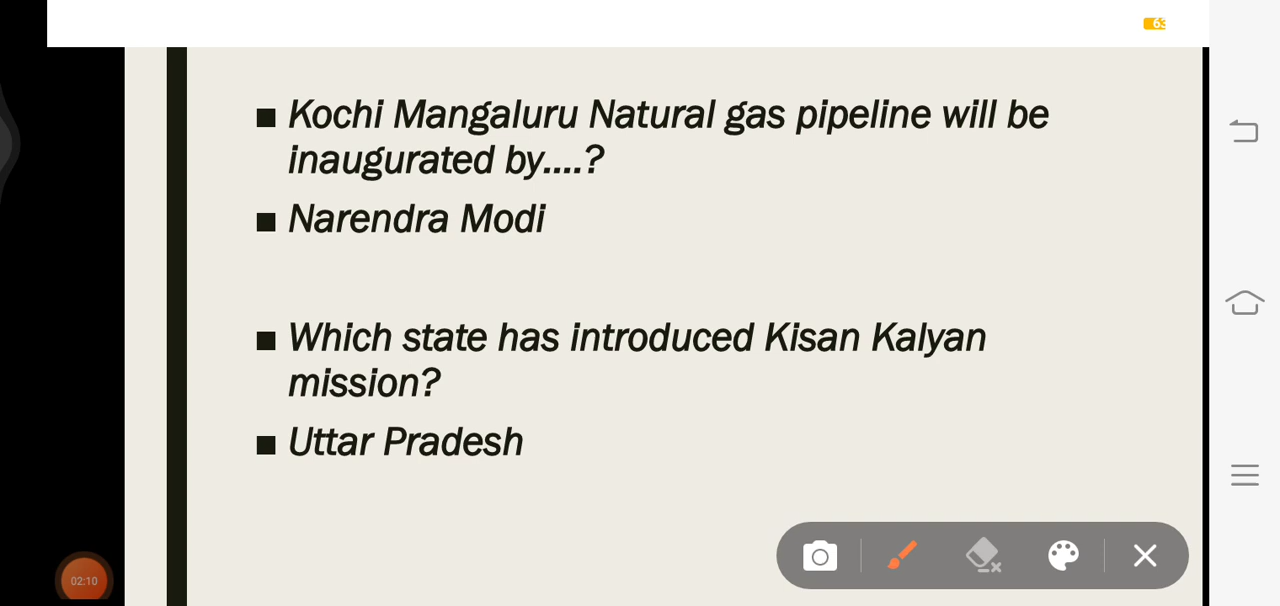 63
Kochi Mangaluru Natural gas pipeline will be
inaugurated by....?
Narendra Modi
Which state has introduced Kisan Kalyan
mission?
Uttar Pradesh
02:10